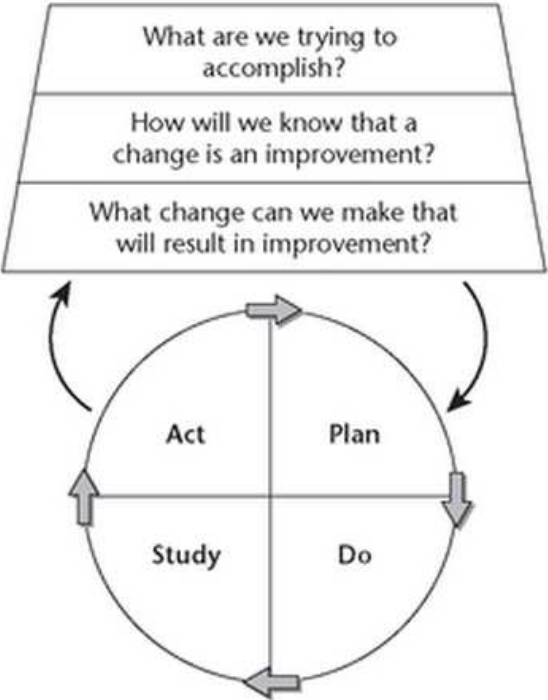 What are we trying to
accomplish?
How will we know that a
change is an improvement?
What change can we make that
will result in improvement?
Act
Plan
Study
Do